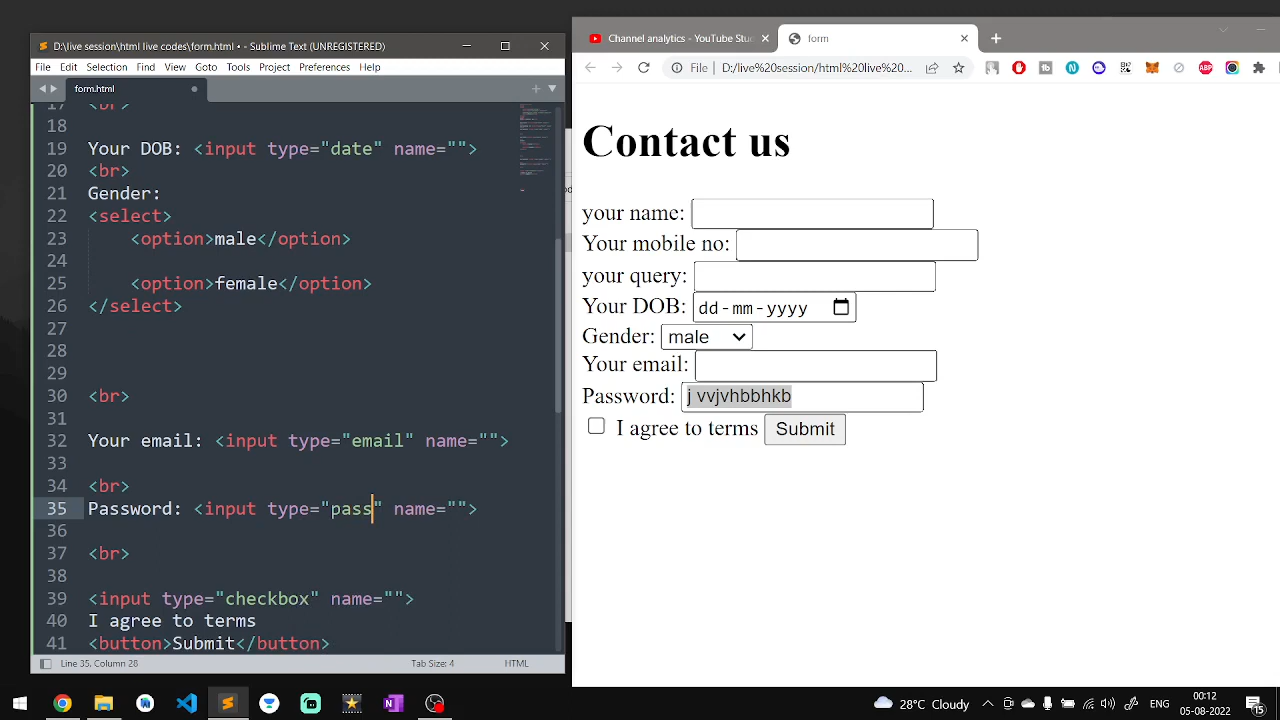 D:\live session\html live codes\form.html • - Sublime Text (UNREGISTERED)
File Edit Selection Find View Goto Tools Project Preferences Help
form.html
17 <br>
18
19 Your DOB: <input type="date" name="">
20 <br>
21 Gender:
22 <select>
23 <option>male</option>
24
25 <option>female</option>
26 </select>
27
28
29
30 <br>
31
32 Your email: <input type="email" name="">
33
34 <br>
35 Password: <input type="pass" name="">
36
37 <br>
38
39 <input type="checkbox" name="">
40 I agree to terms
41 <button>Submit</button>
Line 35, Column 28
Tab Size: 4
HTML
Channel analytics - YouTube Stu
form
File D:/live%20session/html%20live%20...
ABP
Contact us
your name:
Your mobile no:
your query:
Your DOB: dd-mm-yyyy
Gender: male
Your email:
Password: j vvjvhbbhkb
I agree to terms Submit
28°C Cloudy
ENG
00:12
05-08-2022
15